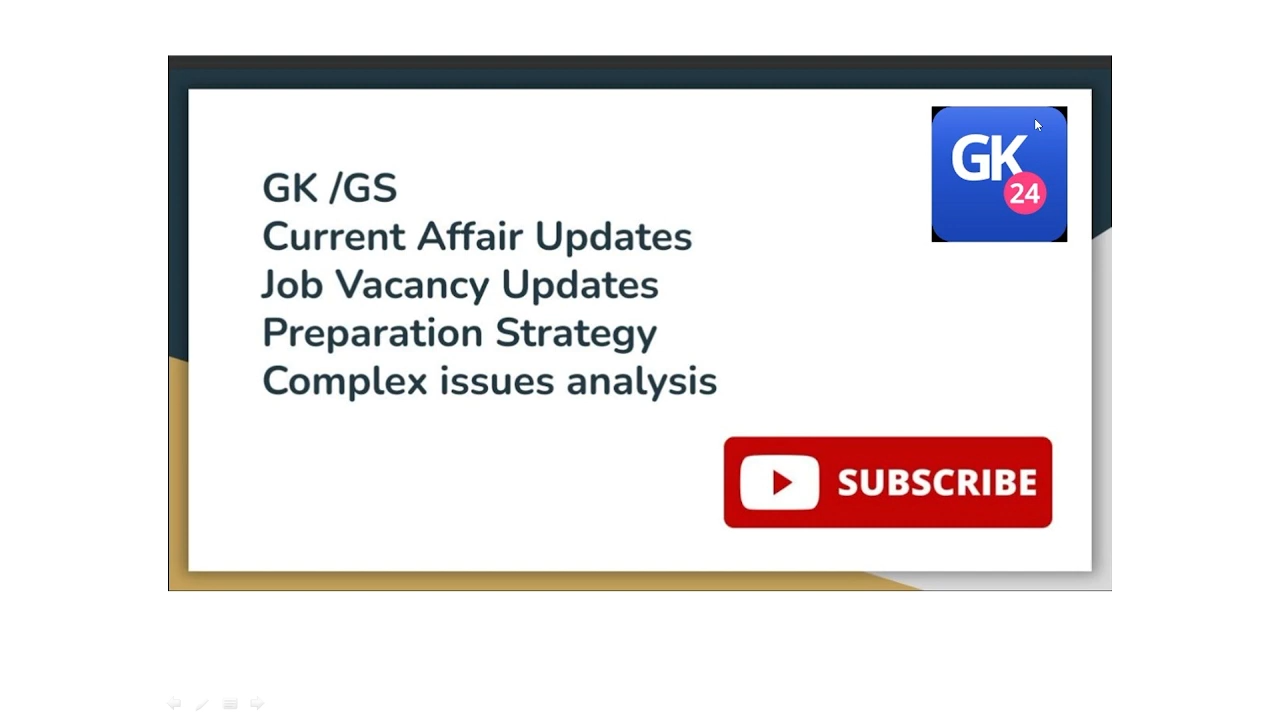 GK
24
GK /GS
Current Affair Updates
Job Vacancy Updates
Preparation Strategy
Complex issues analysis
SUBSCRIBE